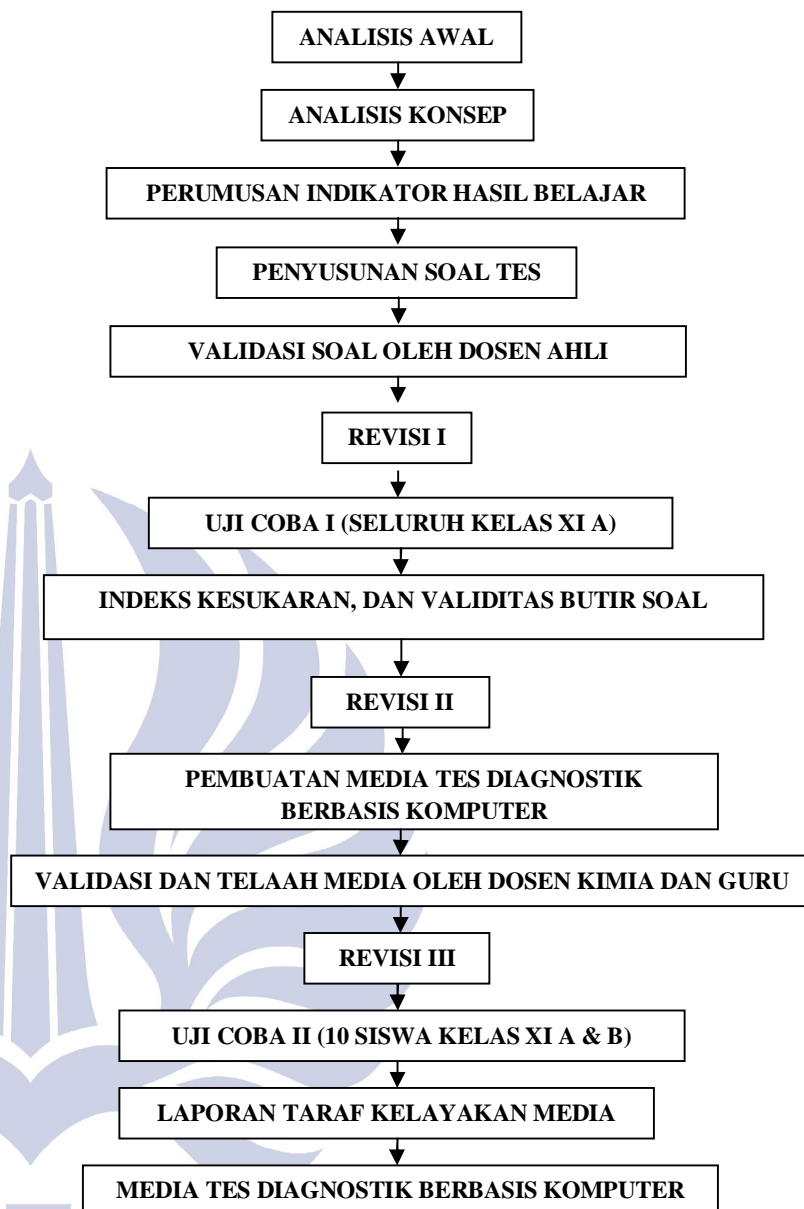 ANALISIS AWAL
ANALISIS KONSEP
PERUMUSAN INDIKATOR HASIL BELAJAR
PENYUSUNAN SOAL TES
VALIDASI SOAL OLEH DOSEN AHLI
REVISI I
UJI COBA I (SELURUH KELAS XI A)
INDEKS KESUKARAN, DAN VALIDITAS BUTIR SOAL
REVISI II
PEMBUATAN MEDIA TES DIAGNOSTIK
BERBASIS KOMPUTER
VALIDASI DAN TELAAH MEDIA OLEH DOSEN KIMIA DAN GURU
REVISI III
UJI COBA II (10 SISWA KELAS XI A & B)
LAPORAN TARAF KELAYAKAN MEDIA
MEDIA TES DIAGNOSTIK BERBASIS KOMPUTER